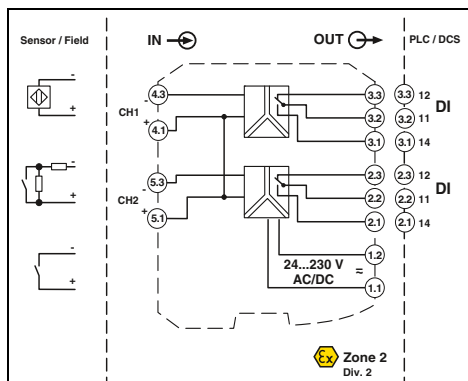 Sensor / Field
IN
OUT
PLC / DCS
-
+
-
+
-
+
4.3
-
CH1
+
4.1
5.3
-
CH2
+
5.1
3.3
3.3
12
3.2
3.2
11
DI
3.1
3.1
14
2.3
2.3
12
2.2
2.2
11
DI
2.1
2.1
14
24...230 V
AC/DC
≈
1.2
1.1
Ex
Zone 2
Div. 2